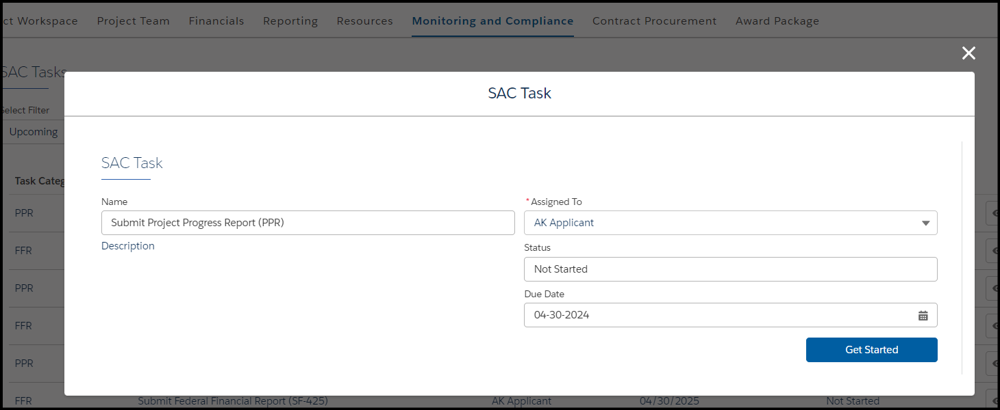 ct Workspace Project Team Financials Reporting Resources Monitoring and Compliance Contract Procurement Award Package
SAC Tasks
Select Filter
Upcoming
Task Categ
PPR
FFR
PPR
FFR
PPR
FFR Submit Federal Financial Report (SF-425) AK Applicant 04/30/2025 Not Started
SAC Task
SAC Task
Name
Submit Project Progress Report (PPR)
Description
*Assigned To
AK Applicant
Status
Not Started
Due Date
04-30-2024
Get Started